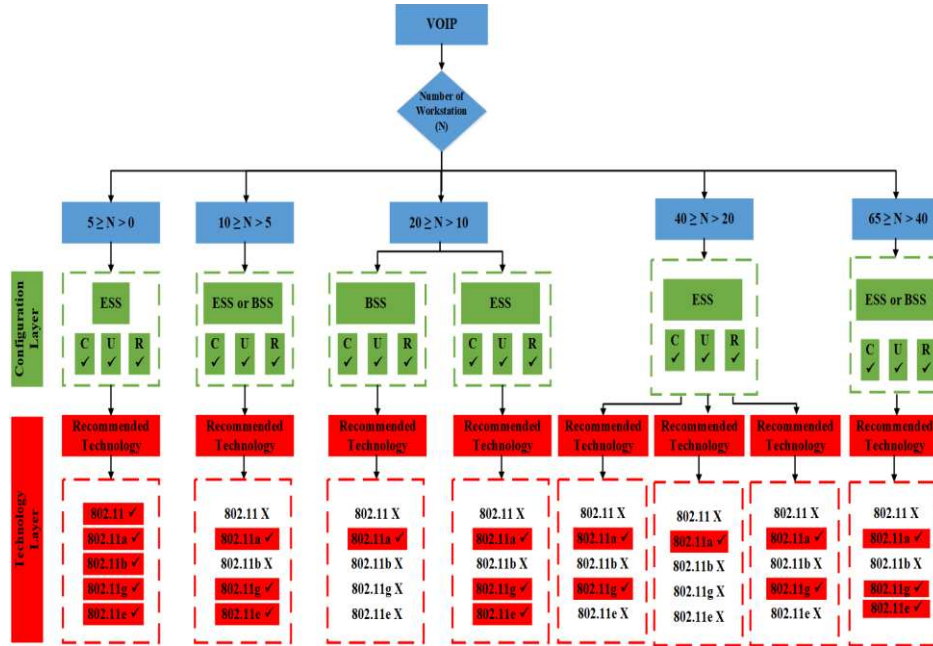 VOIP
Number of
Workstation
(N)
5 ≥ N > 0
10 ≥ N > 5
20 ≥ N > 10
40 ≥ N > 20
65 ≥ N > 40
Configuration
Layer
ESS
C U R
✓ ✓ ✓
ESS or BSS
C U R
✓ ✓ ✓
BSS
C U R
✓ ✓ ✓
ESS
C U R
✓ ✓ ✓
ESS
C U R
✓ ✓ ✓
ESS or BSS
C U R
✓ ✓ ✓
Technology
Layer
Recommended
Technology
802.11 ✓
802.11a ✓
802.11b ✓
802.11g ✓
802.11e ✓
Recommended
Technology
802.11 X
802.11a ✓
802.11b X
802.11g ✓
802.11e ✓
Recommended
Technology
802.11 X
802.11a ✓
802.11b X
802.11g X
802.11e X
Recommended
Technology
802.11 X
802.11a ✓
802.11b X
802.11g ✓
802.11e ✓
Recommended
Technology
802.11 X
802.11a ✓
802.11b X
802.11g ✓
802.11e X
Recommended
Technology
802.11 X
802.11a ✓
802.11b X
802.11g X
802.11e X
Recommended
Technology
802.11 X
802.11a ✓
802.11b X
802.11g ✓
802.11e X
Recommended
Technology
802.11 X
802.11a ✓
802.11b X
802.11g ✓
802.11e ✓